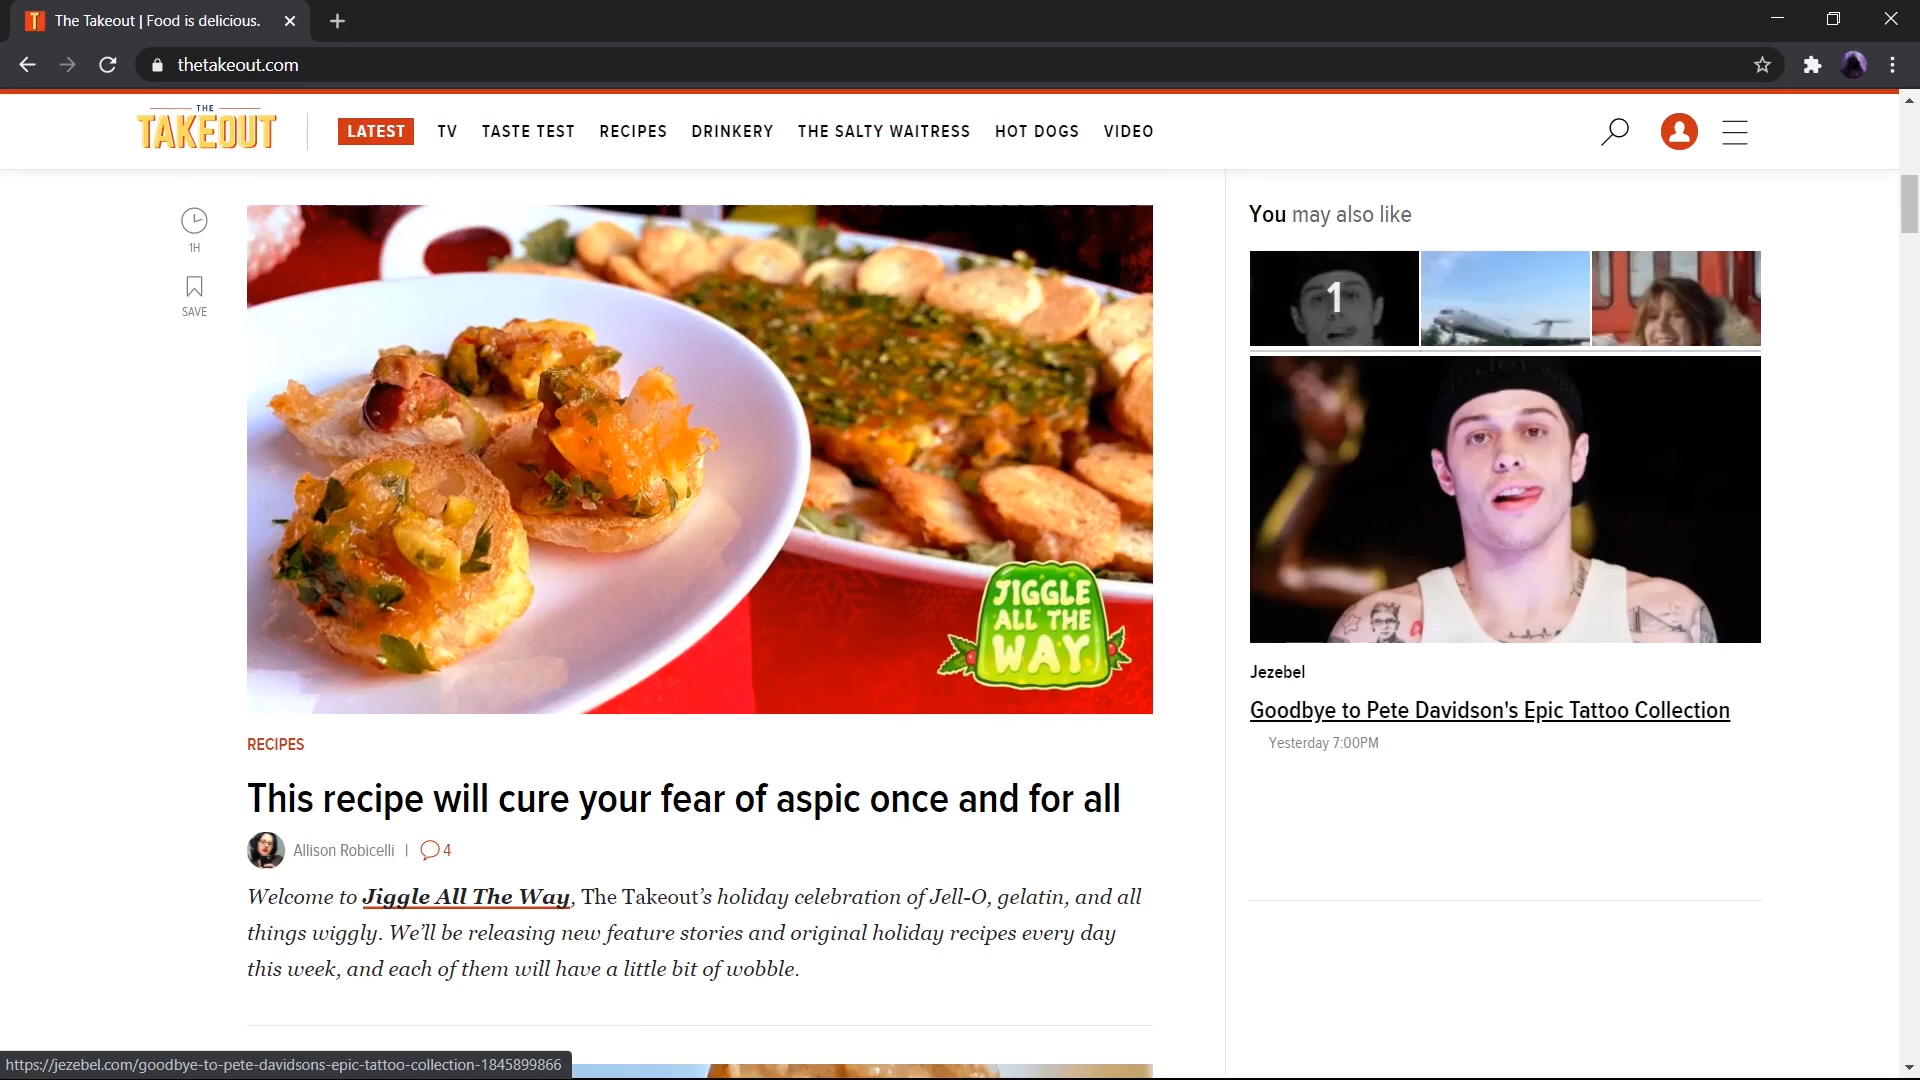 The Takeout | Food is delicious.
thetakeout.com
THE
TAKEOUT
LATEST TV TASTE TEST RECIPES DRINKERY THE SALTY WAITRESS HOT DOGS VIDEO
1H
SAVE
JIGGLE
ALL THE
WAY
RECIPES
This recipe will cure your fear of aspic once and for all
Allison Robicelli | 4
Welcome to Jiggle All The Way, The Takeout’s holiday celebration of Jell-O, gelatin, and all
things wiggly. We’ll be releasing new feature stories and original holiday recipes every day
this week, and each of them will have a little bit of wobble.
You may also like
1
Jezebel
Goodbye to Pete Davidson's Epic Tattoo Collection
Yesterday 7:00PM
https://jezebel.com/goodbye-to-pete-davidsons-epic-tattoo-collection-1845899866